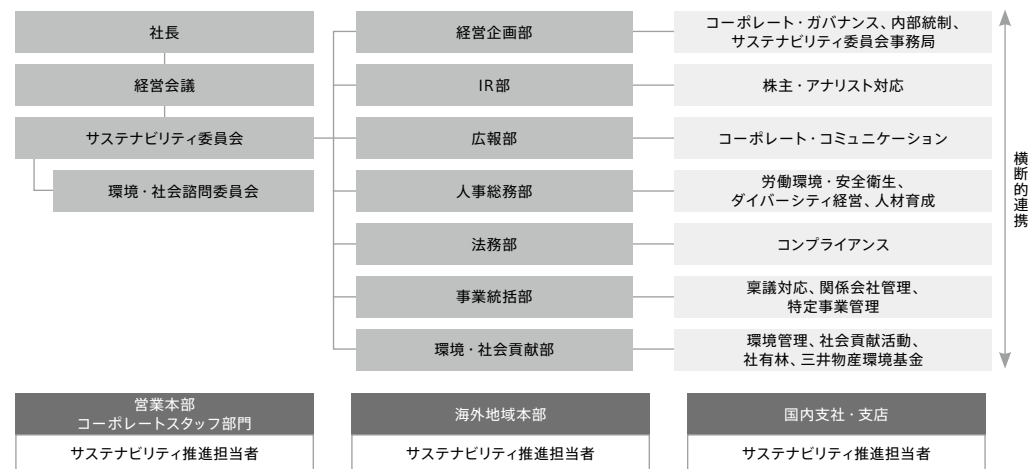 社長
経営会議
サステナビリティ委員会
環境・社会諮問委員会
経営企画部
コーポレート・ガバナンス、内部統制、
サステナビリティ委員会事務局
IR部
株主・アナリスト対応
広報部
コーポレート・コミュニケーション
人事総務部
労働環境・安全衛生、
ダイバーシティ経営、人材育成
法務部
コンプライアンス
事業統括部
稟議対応、関係会社管理、
特定事業管理
環境・社会貢献部
環境管理、社会貢献活動、
社有林、三井物産環境基金
横断的連携
営業本部
コーポレートスタッフ部門
サステナビリティ推進担当者
海外地域本部
サステナビリティ推進担当者
国内支社・支店
サステナビリティ推進担当者